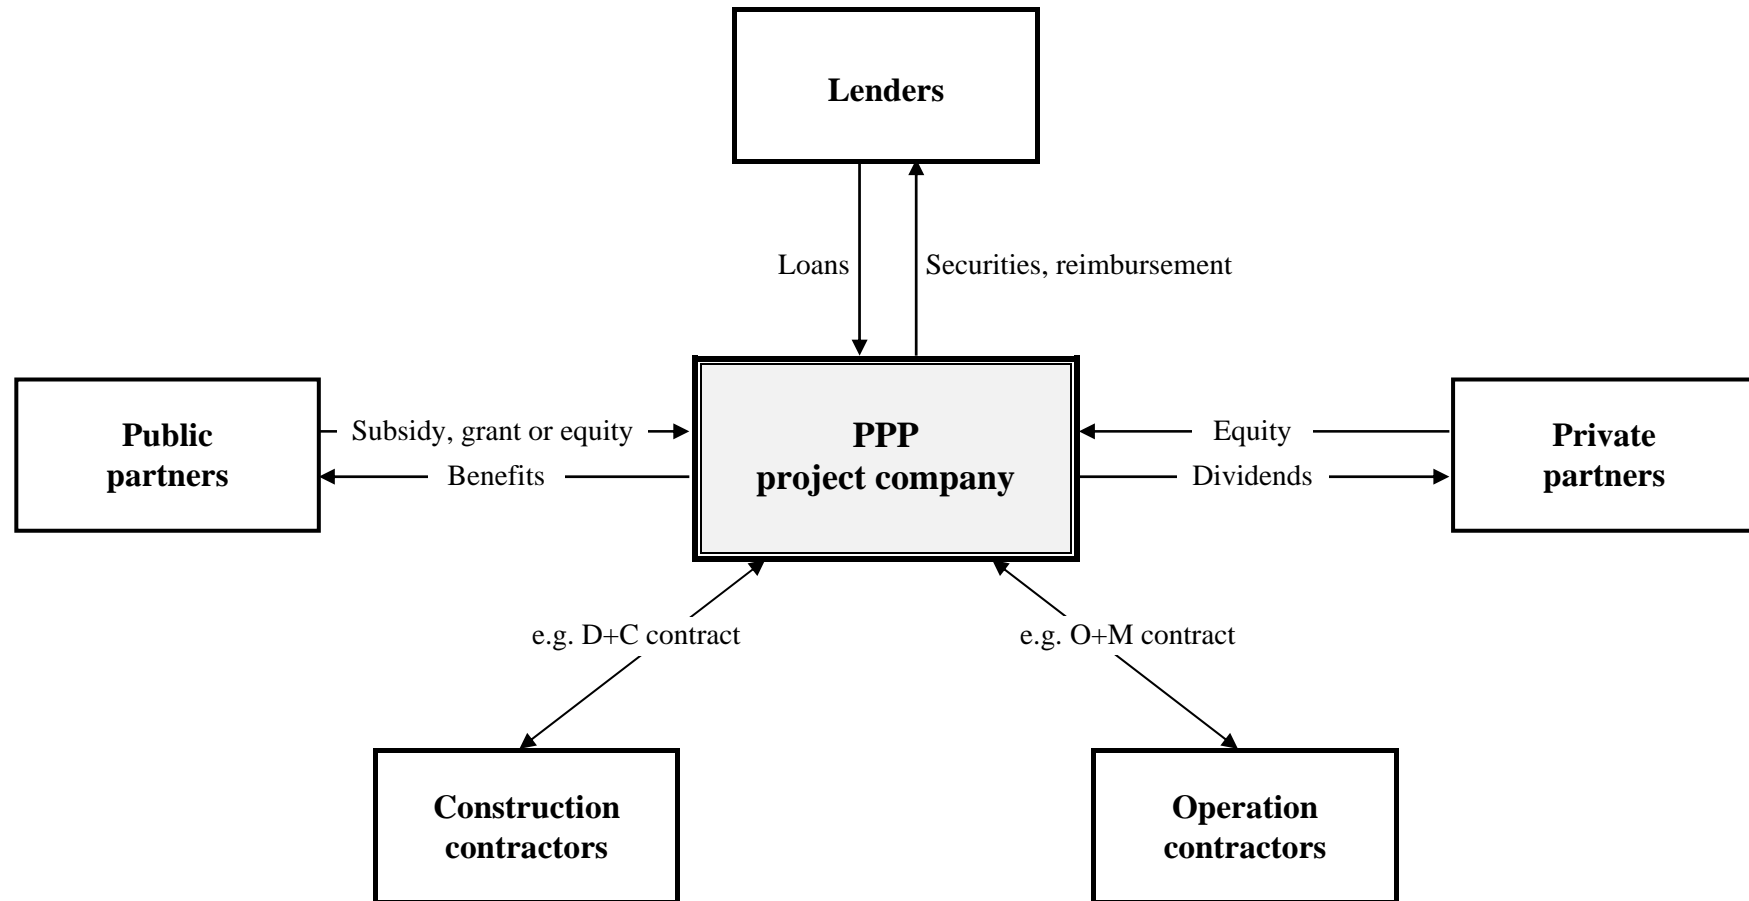 Lenders
Loans
Securities, reimbursement
Public
partners
Subsidy, grant or equity
Benefits
PPP
project company
Equity
Dividends
Private
partners
e.g. D+C contract
e.g. O+M contract
Construction
contractors
Operation
contractors